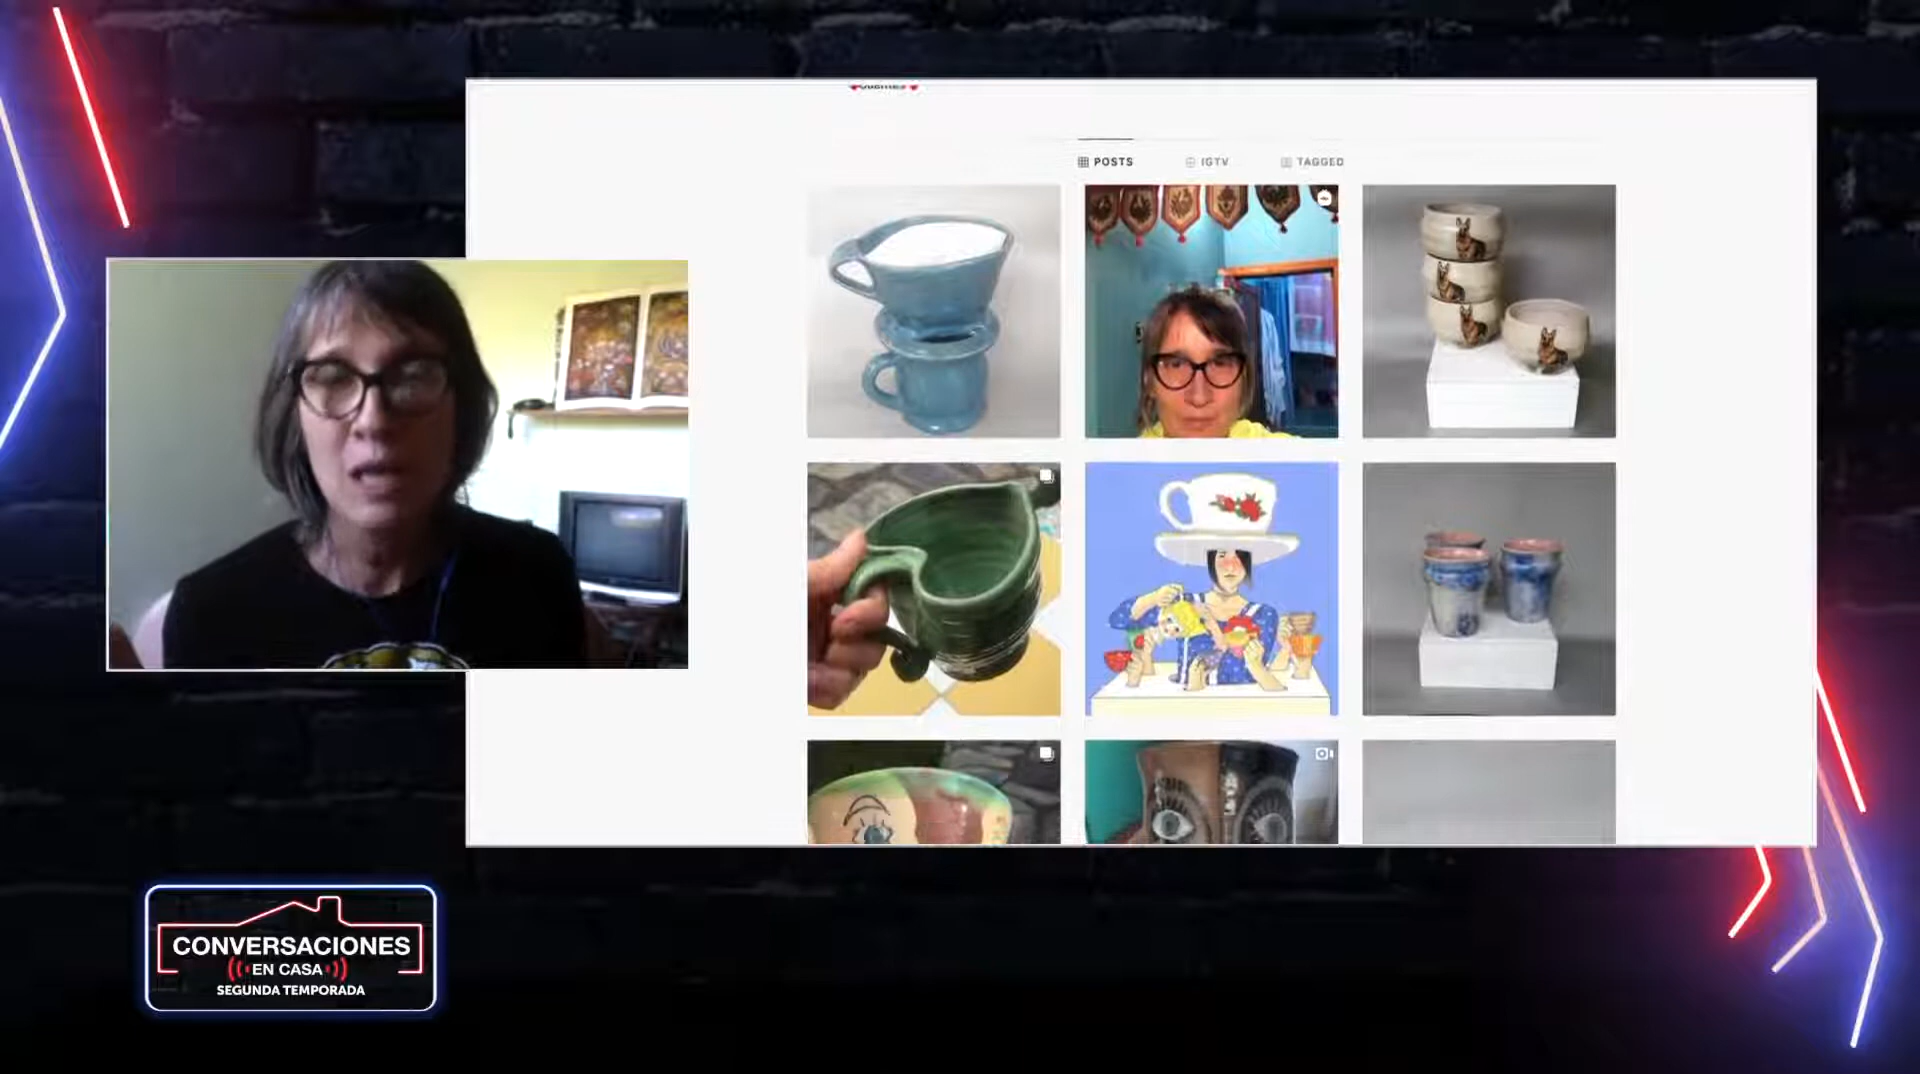 POSTS
IGTV
TAGGED
CONVERSACIONES
EN CASA
SEGUNDA TEMPORADA